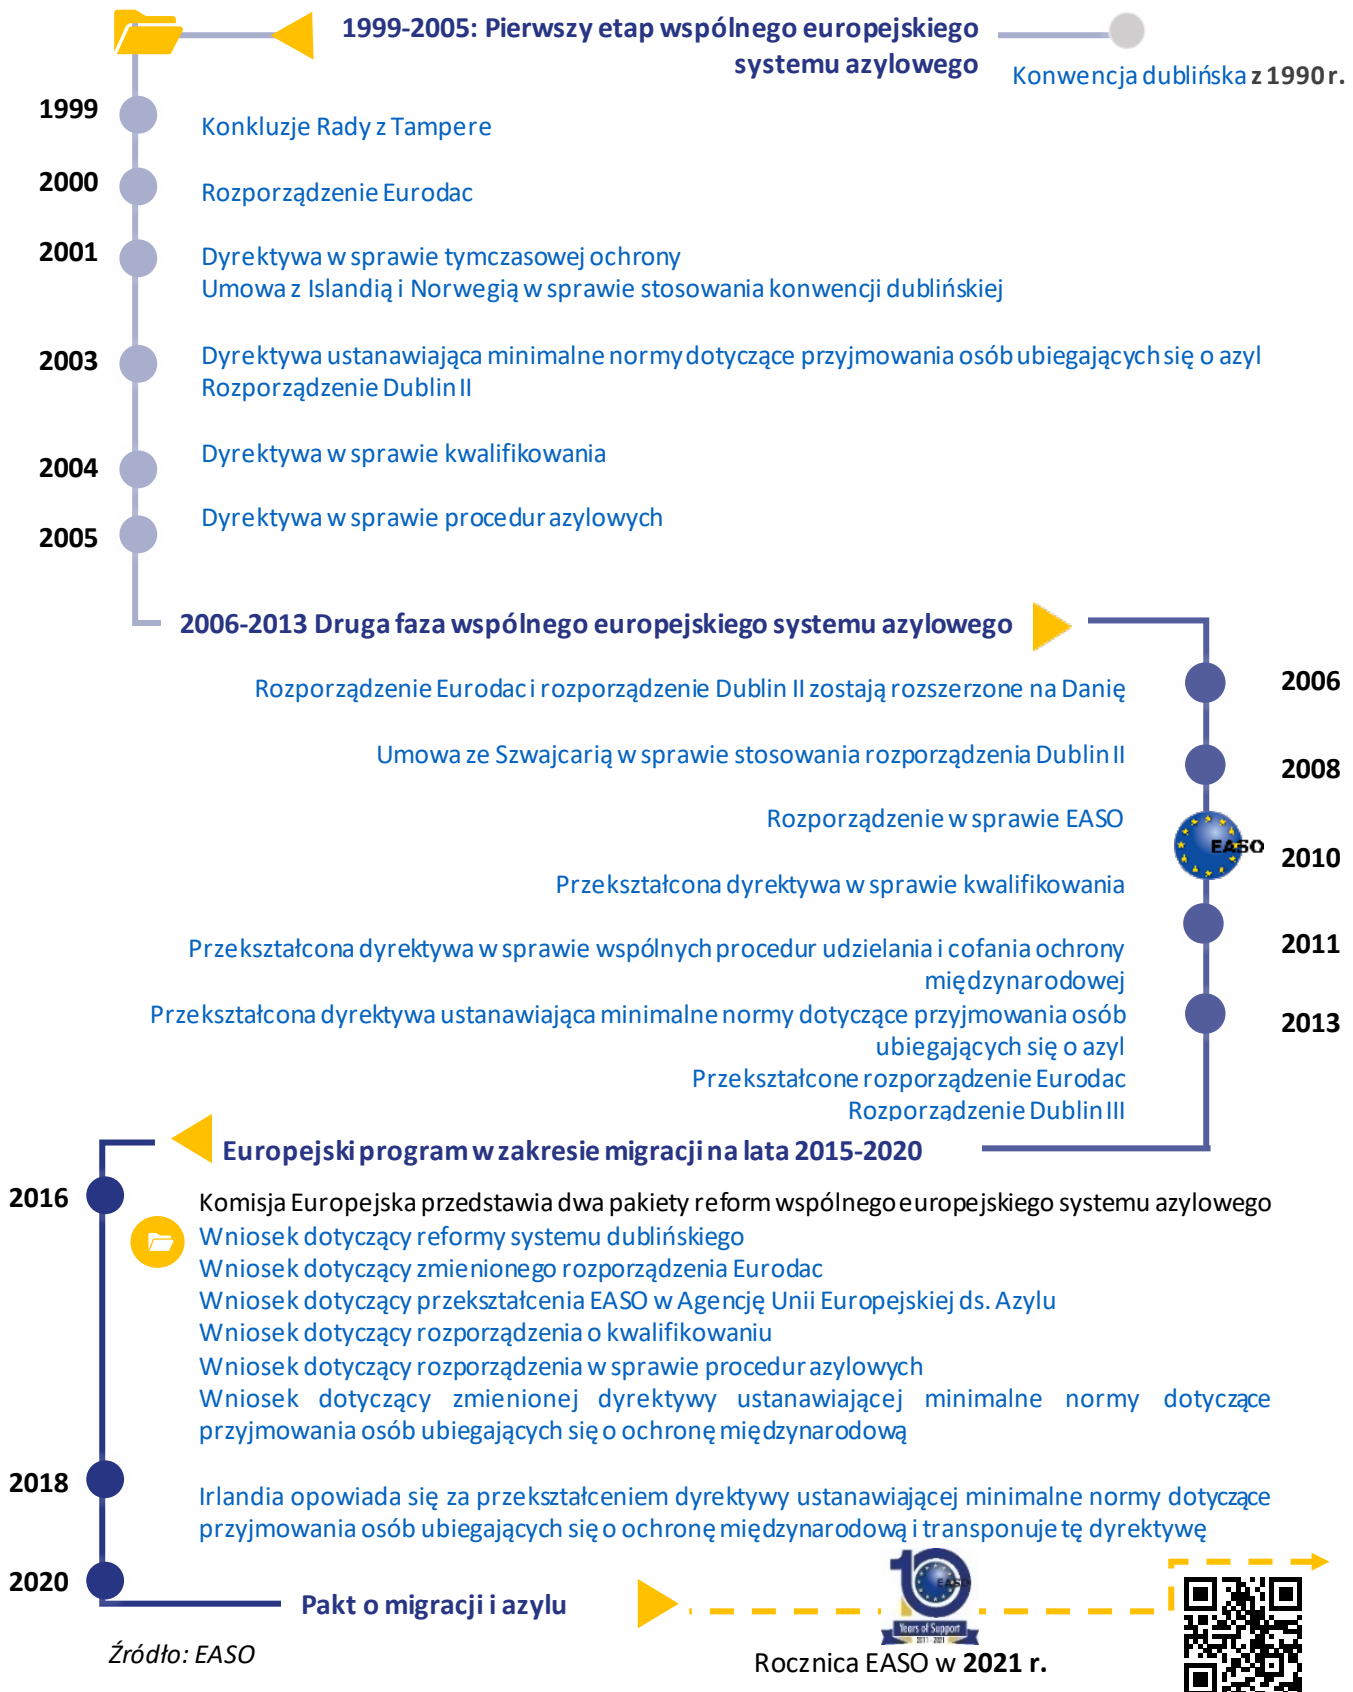 1999-2005: Pierwszy etap wspólnego europejskiego
systemu azylowego
Konwencja dublińska z 1990 r.
1999
Konkluzje Rady z Tampere
2000
Rozporządzenie Eurodac
2001
Dyrektywa w sprawie tymczasowej ochrony
Umowa z Islandią i Norwegią w sprawie stosowania konwencji dublińskiej
2003
Dyrektywa ustanawiająca minimalne normy dotyczące przyjmowania osób ubiegających się o azyl
Rozporządzenie Dublin II
2004
Dyrektywa w sprawie kwalifikowania
2005
Dyrektywa w sprawie procedur azylowych
2006-2013 Druga faza wspólnego europejskiego systemu azylowego
Rozporządzenie Eurodac i rozporządzenie Dublin II zostają rozszerzone na Danię
2006
Umowa ze Szwajcarią w sprawie stosowania rozporządzenia Dublin II
2008
Rozporządzenie w sprawie EASO
EASO
2010
Przekształcona dyrektywa w sprawie kwalifikowania
2011
Przekształcona dyrektywa w sprawie wspólnych procedur udzielania i cofania ochrony
międzynarodowej
Przekształcona dyrektywa ustanawiająca minimalne normy dotyczące przyjmowania osób
ubiegających się o azyl
2013
Przekształcone rozporządzenie Eurodac
Rozporządzenie Dublin III
Europejski program w zakresie migracji na lata 2015-2020
2016
Komisja Europejska przedstawia dwa pakiety reform wspólnego europejskiego systemu azylowego
Wniosek dotyczący reformy systemu dublińskiego
Wniosek dotyczący zmienionego rozporządzenia Eurodac
Wniosek dotyczący przekształcenia EASO w Agencję Unii Europejskiej ds. Azylu
Wniosek dotyczący rozporządzenia o kwalifikowaniu
Wniosek dotyczący rozporządzenia w sprawie procedur azylowych
Wniosek dotyczący zmienionej dyrektywy ustanawiającej minimalne normy dotyczące
przyjmowania osób ubiegających się o ochronę międzynarodową
2018
Irlandia opowiada się za przekształceniem dyrektywy ustanawiającej minimalne normy dotyczące
przyjmowania osób ubiegających się o ochronę międzynarodową i transponuje tę dyrektywę
2020
Pakt o migracji i azylu
10
EASO
Years of Support
2011 - 2021
Źródło: EASO
Rocznica EASO w 2021 r.